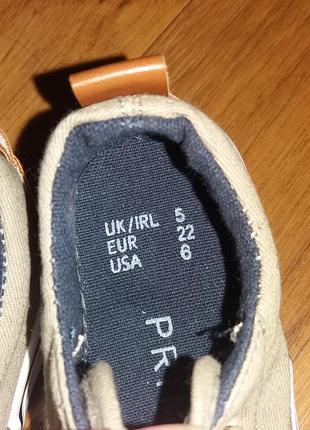 UK/IRL 5
EUR 22
USA 6
PR